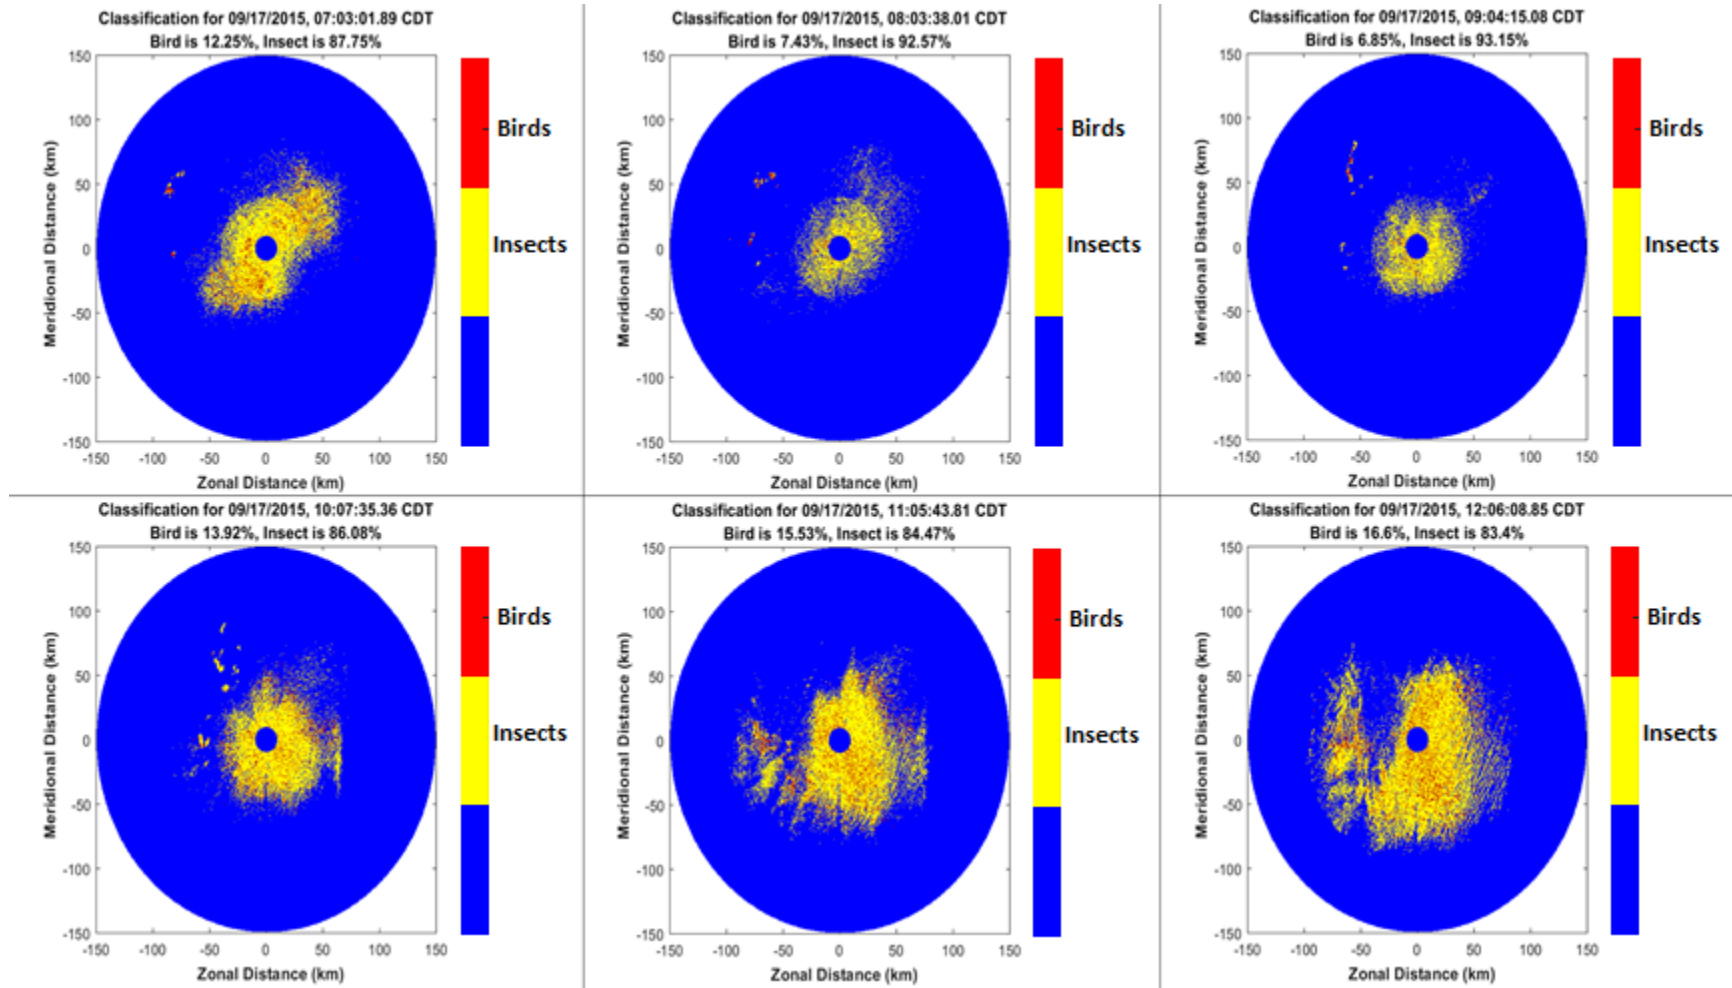 Classification for 09/17/2015, 07:03:01.89 CDT
Bird is 12.25%, Insect is 87.75%
150
100
50
0
-50
-100
-150
Meridional Distance (km)
-150 -100 -50 0 50 100 150
Zonal Distance (km)
Birds
Insects
Classification for 09/17/2015, 08:03:38.01 CDT
Bird is 7.43%, Insect is 92.57%
150
100
50
0
-50
-100
-150
Meridional Distance (km)
-150 -100 -50 0 50 100 150
Zonal Distance (km)
Birds
Insects
Classification for 09/17/2015, 09:04:15.08 CDT
Bird is 6.85%, Insect is 93.15%
150
100
50
0
-50
-100
-150
Meridional Distance (km)
-150 -100 -50 0 50 100 150
Zonal Distance (km)
Birds
Insects
Classification for 09/17/2015, 10:07:35.36 CDT
Bird is 13.92%, Insect is 86.08%
150
100
50
0
-50
-100
-150
Meridional Distance (km)
-150 -100 -50 0 50 100 150
Zonal Distance (km)
Birds
Insects
Classification for 09/17/2015, 11:05:43.81 CDT
Bird is 15.53%, Insect is 84.47%
150
100
50
0
-50
-100
-150
Meridional Distance (km)
-150 -100 -50 0 50 100 150
Zonal Distance (km)
Birds
Insects
Classification for 09/17/2015, 12:06:08.85 CDT
Bird is 16.6%, Insect is 83.4%
150
100
50
0
-50
-100
-150
Meridional Distance (km)
-150 -100 -50 0 50 100 150
Zonal Distance (km)
Birds
Insects